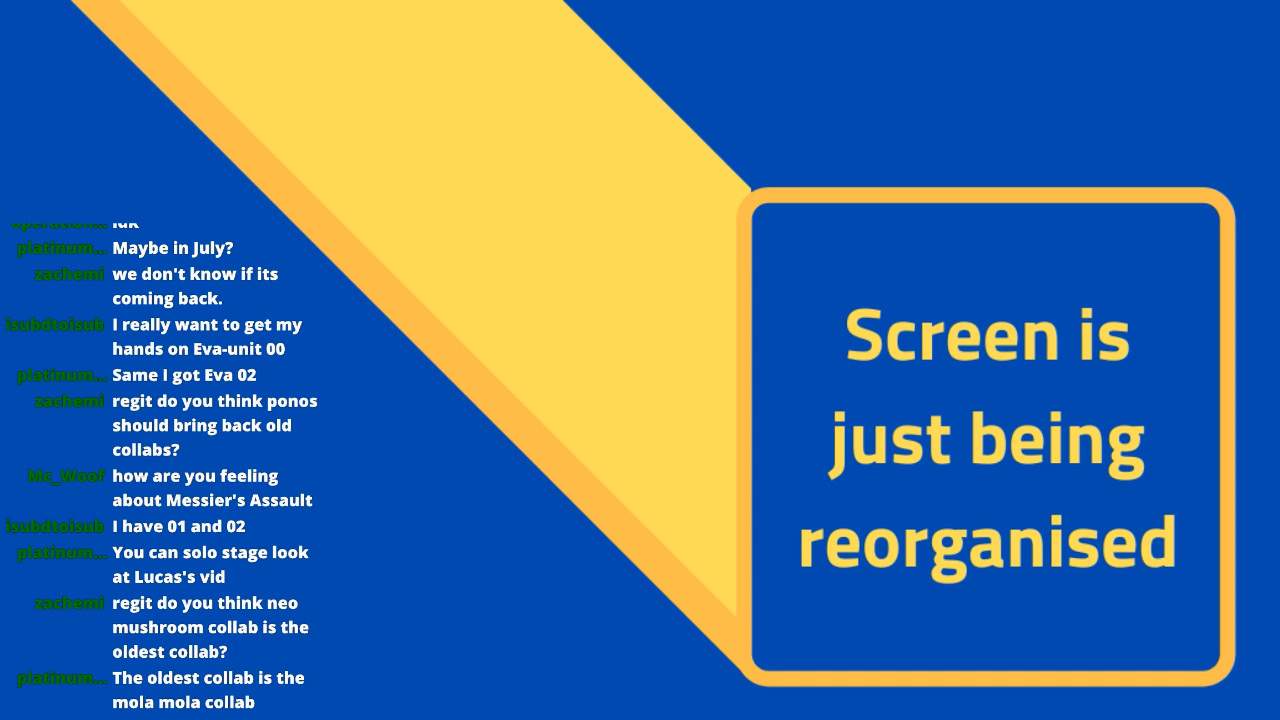 idk
platinum... Maybe in July?
zachemi we don't know if its
coming back.
isubdtoisub I really want to get my
hands on Eva-unit 00
platinum... Same I got Eva 02
zachemi regit do you think ponos
should bring back old
collabs?
Mc_Woof how are you feeling
about Messier's Assault
isubdtoisub I have 01 and 02
platinum... You can solo stage look
at Lucas's vid
zachemi regit do you think neo
mushroom collab is the
oldest collab?
platinum... The oldest collab is the
mola mola collab
Screen is
just being
reorganised